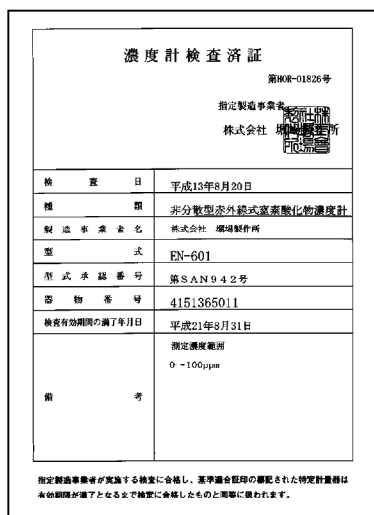 濃度計検査済証
第HOR-01826号
指定製造事業者
株式会社 堀場製作所
検査日 平成13年8月20日
種類 非分散型赤外線式窒素酸化物濃度計
製造事業者名 株式会社 堀場製作所
型式 EN-601
型式承認番号 第SAN942号
器物番号 4151365011
検査有効期間の満了年月日 平成21年8月31日
備考 測定濃度範囲
0 ~100ppm
指定製造事業者が実施する検査に合格し、基準適合証印の標記された特定計量器は
有効期限が満了となるまで検定に合格したものと同等に扱われます。